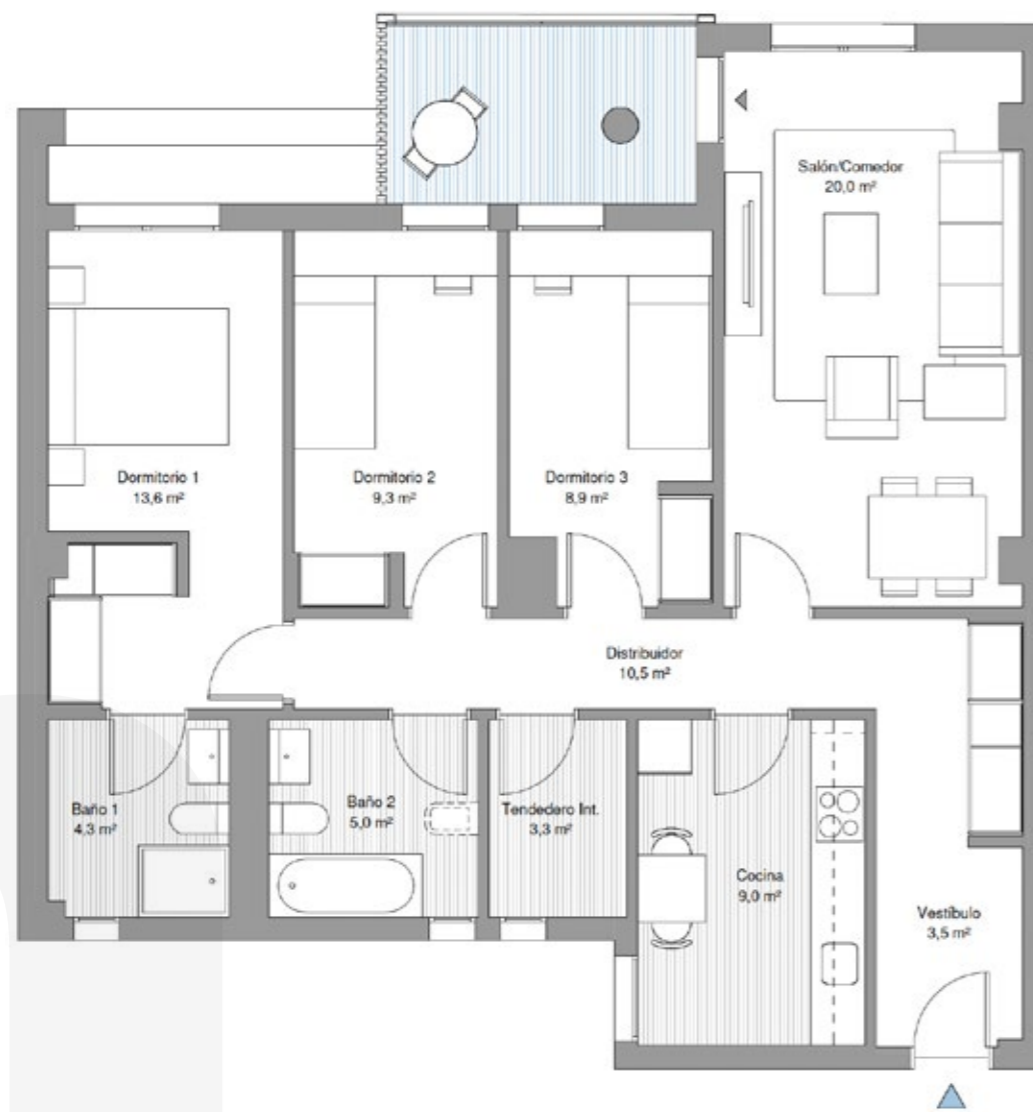 Salón/Comedor
20,0 m²
Dormitorio 1
13,6 m²
Dormitorio 2
9,3 m²
Dormitorio 3
8,9 m²
Distribuidor
10,5 m²
Baño 1
4,3 m²
Baño 2
5,0 m²
Tendedero Int.
3,3 m²
Cocina
9,0 m²
Vestíbulo
3,5 m²